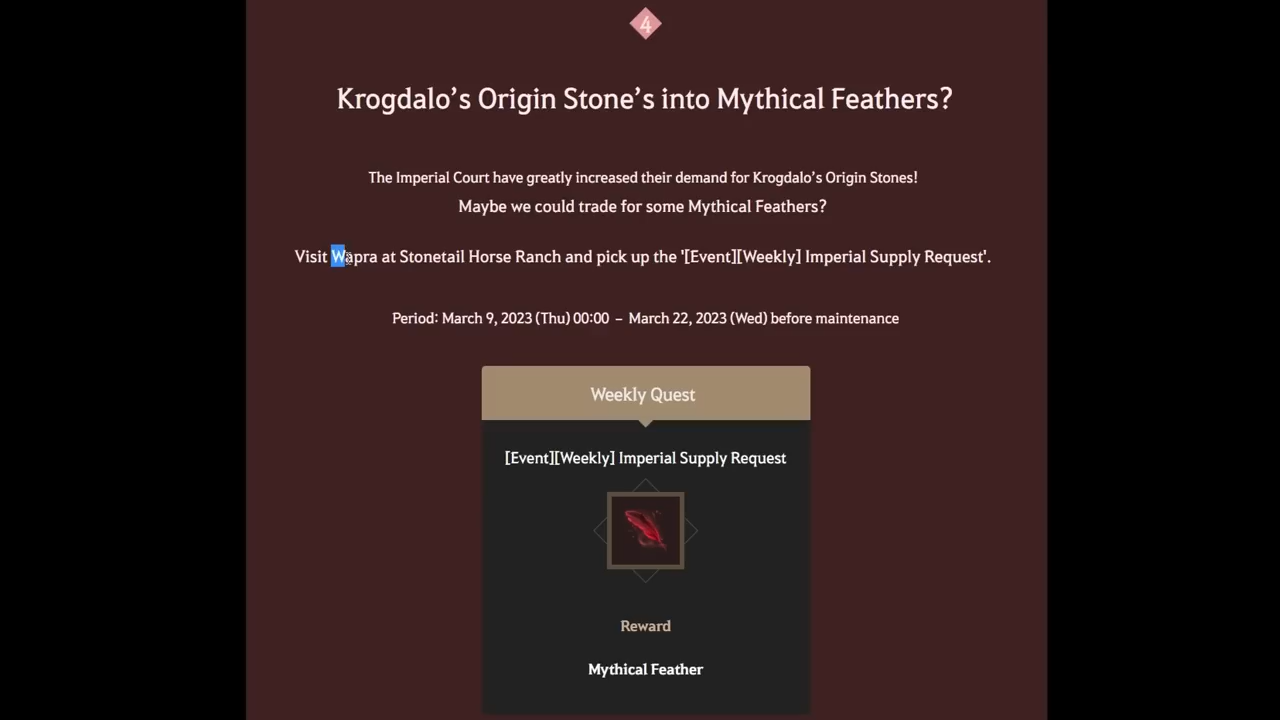 4
Krogdalo’s Origin Stone’s into Mythical Feathers?
The Imperial Court have greatly increased their demand for Krogdalo’s Origin Stones!
Maybe we could trade for some Mythical Feathers?
Visit Wapra at Stonetail Horse Ranch and pick up the '[Event][Weekly] Imperial Supply Request'.
Period: March 9, 2023 (Thu) 00:00 – March 22, 2023 (Wed) before maintenance
Weekly Quest
[Event][Weekly] Imperial Supply Request
Reward
Mythical Feather